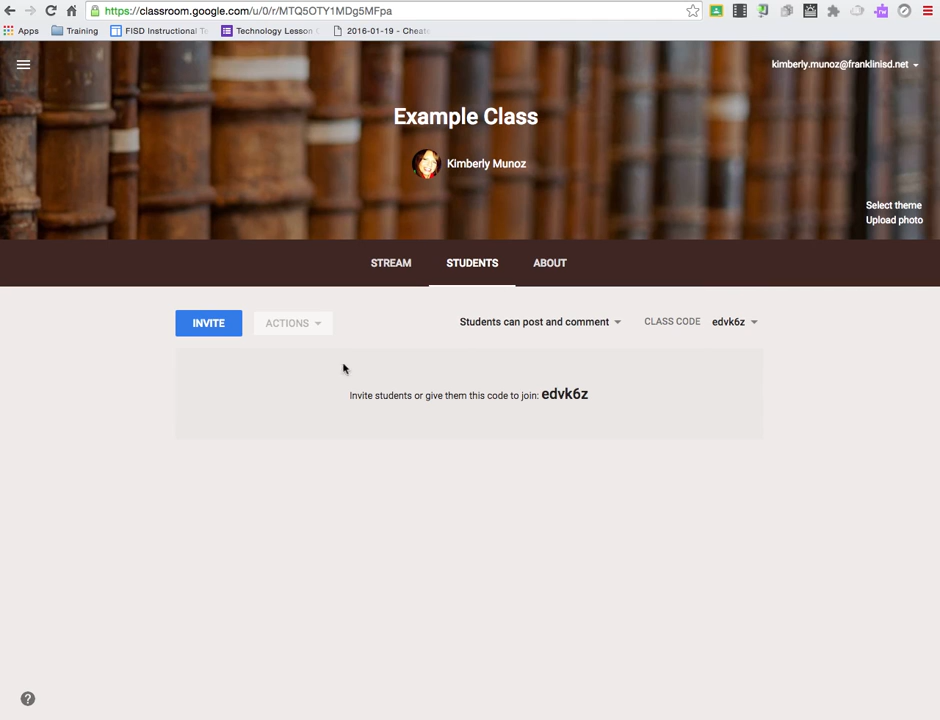 https://classroom.google.com/u/0/r/MTQ5OTY1MDg5MFpa
Apps Training FISD Instructional Te Technology Lesson 2016-01-19 - Cheat
kimberly.munoz@franklinisd.net
Example Class
Kimberly Munoz
Select theme
Upload photo
STREAM STUDENTS ABOUT
INVITE ACTIONS Students can post and comment CLASS CODE edvk6z
Invite students or give them this code to join: edvk6z
?